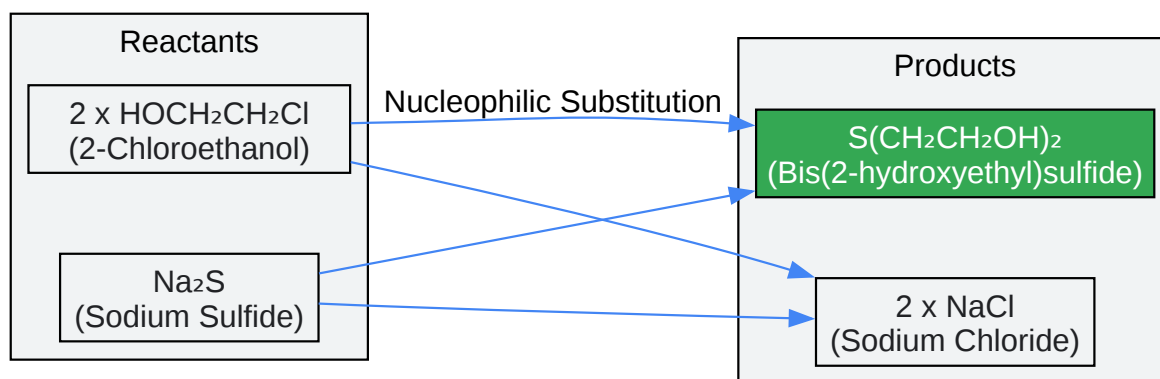 Reactants
2 x HOCH₂CH₂Cl
(2-Chloroethanol)
Na₂S
(Sodium Sulfide)
Nucleophilic Substitution
Products
S(CH₂CH₂OH)₂
(Bis(2-hydroxyethyl)sulfide)
2 x NaCl
(Sodium Chloride)